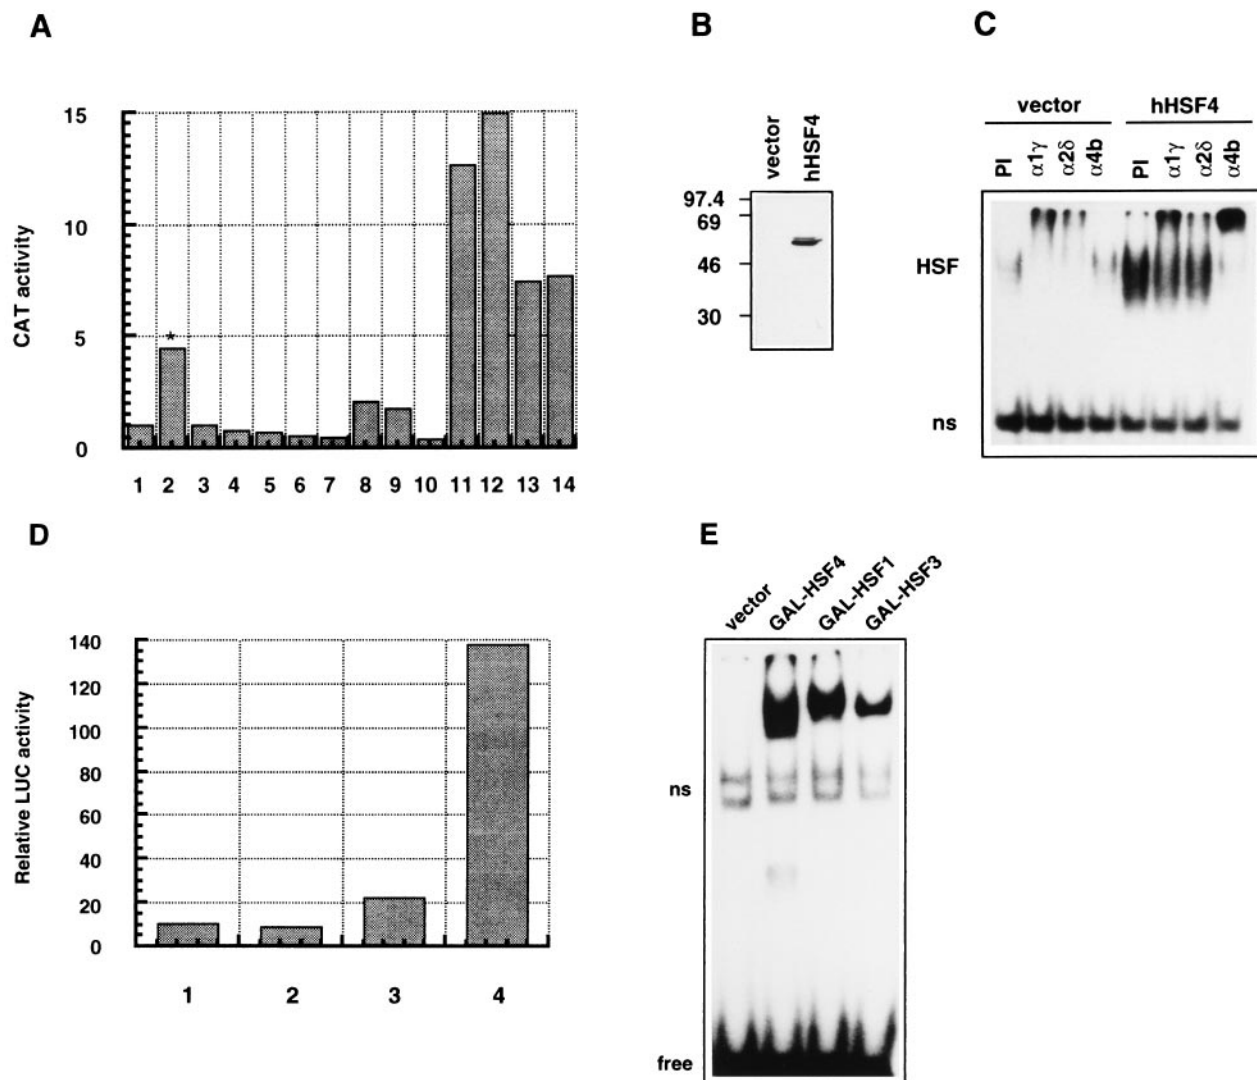 A
CAT activity
15
10
5
0
*
1 2 3 4 5 6 7 8 9 10 11 12 13 14
B
vector
hHSF4
97.4
69
46
30
C
vector hHSF4
PI α1γ α2δ α4b PI α1γ α2δ α4b
HSF
ns
D
Relative LUC activity
140
120
100
80
60
40
20
0
1 2 3 4
E
vector
GAL-HSF4
GAL-HSF1
GAL-HSF3
ns
free